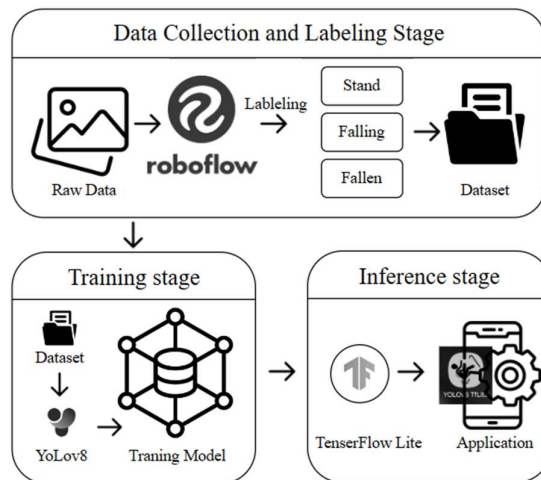 Data Collection and Labeling Stage
Raw Data
roboflow
Lableling
Stand
Falling
Fallen
Dataset
Training stage
Dataset
YoLov8
Traning Model
Inference stage
TenserFlow Lite
Application